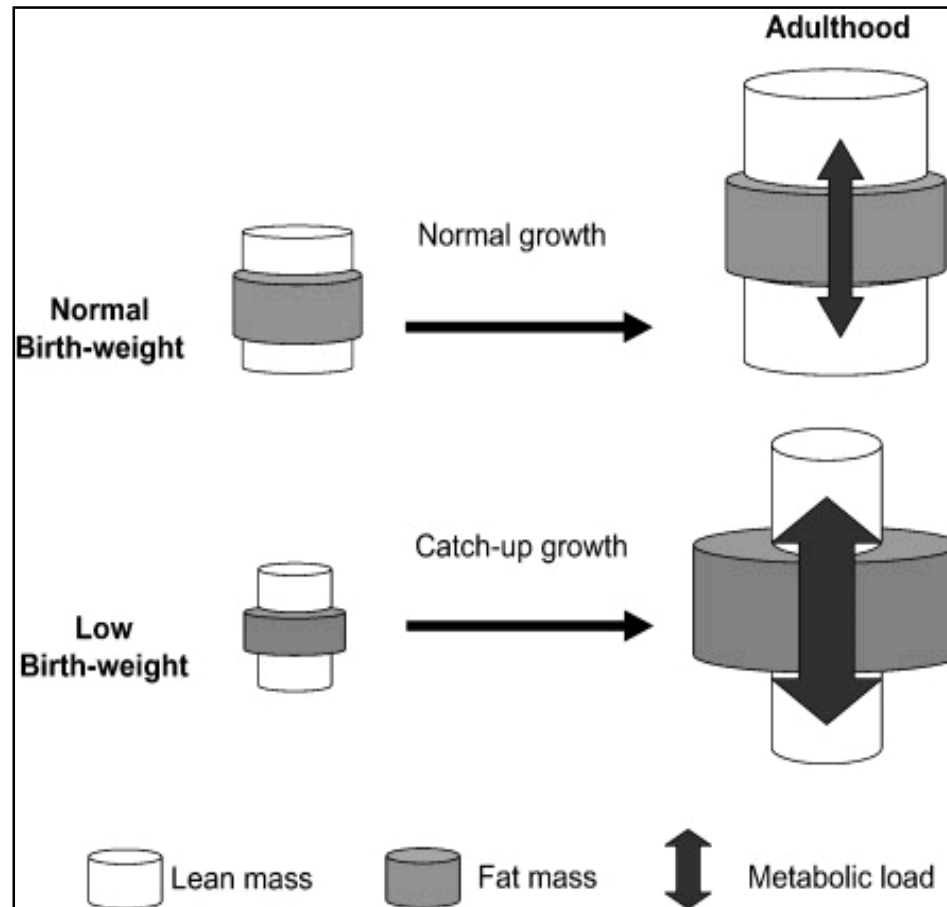 Adulthood
Normal growth
Normal
Birth-weight
Catch-up growth
Low
Birth-weight
Lean mass
Fat mass
Metabolic load